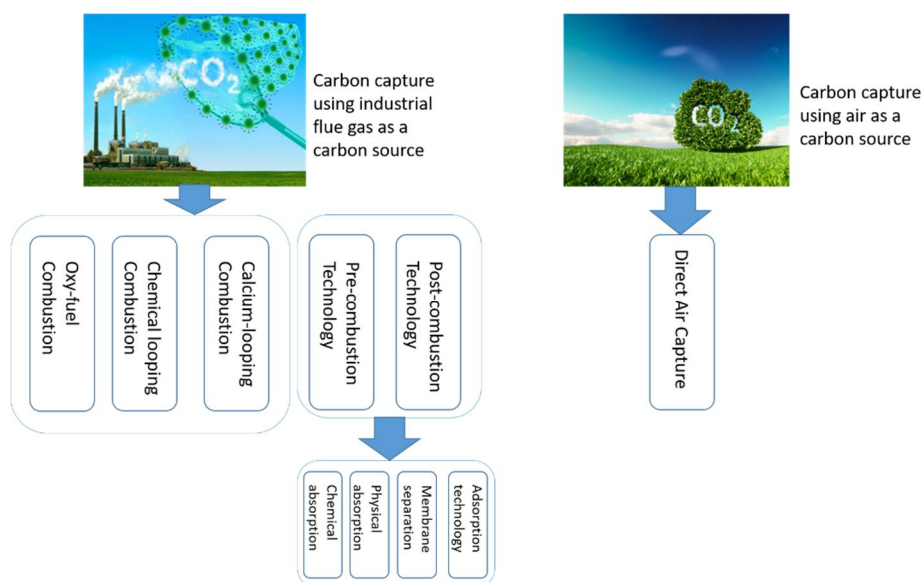 CO2
Carbon capture
using industrial
flue gas as a
carbon source
CO2
Carbon capture
using air as a
carbon source
Oxy-fuel
Combustion
Chemical looping
Combustion
Calcium-looping
Combustion
Pre-combustion
Technology
Post-combustion
Technology
Direct Air Capture
Chemical
absorption
Physical
absorption
Membrane
separation
Adsorption
technology